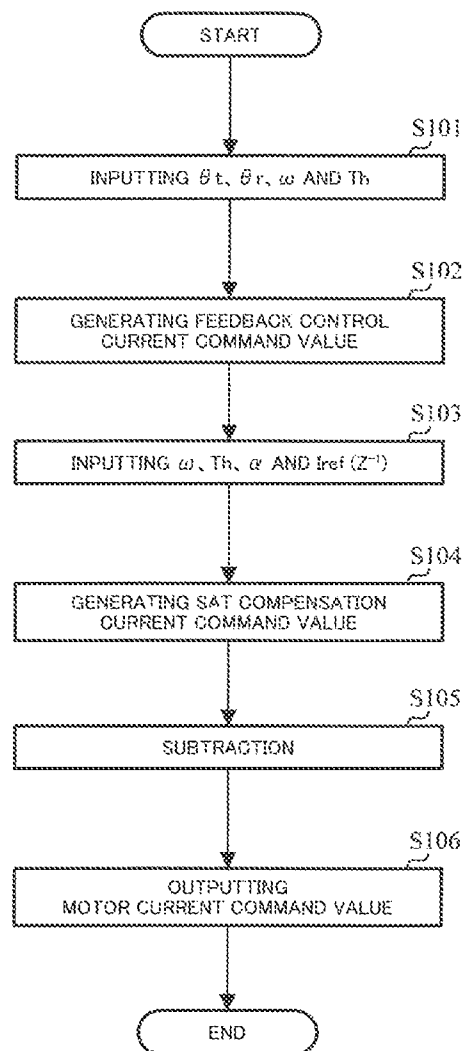 START
S101
INPUTTING θt、θr、ω AND Th
S102
GENERATING FEEDBACK CONTROL
CURRENT COMMAND VALUE
S103
INPUTTING ω、Th、α AND Iref (Z⁻¹)
S104
GENERATING SAT COMPENSATION
CURRENT COMMAND VALUE
S105
SUBTRACTION
S106
OUTPUTTING
MOTOR CURRENT COMMAND VALUE
END